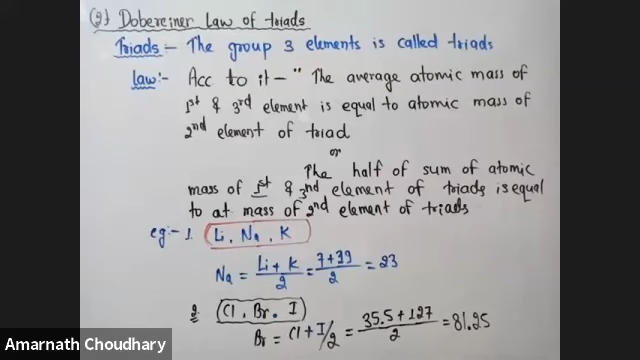 (2) Dobereiner Law of triads
Triads :- The group 3 elements is called triads
Law :- Acc to it - " The average atomic mass of
1st & 3rd element is equal to atomic mass of
2nd element of triad
or
The half of sum of atomic
mass of 1st & 3rd element of triads is equal
to at mass of 2nd element of triads
eg :- 1. Li, Na, K
Na = Li + K / 2 = 7 + 39 / 2 = 23
2. Cl, Br. I
Br = Cl + I / 2 = 35.5 + 127 / 2 = 81.25
Amarnath Choudhary